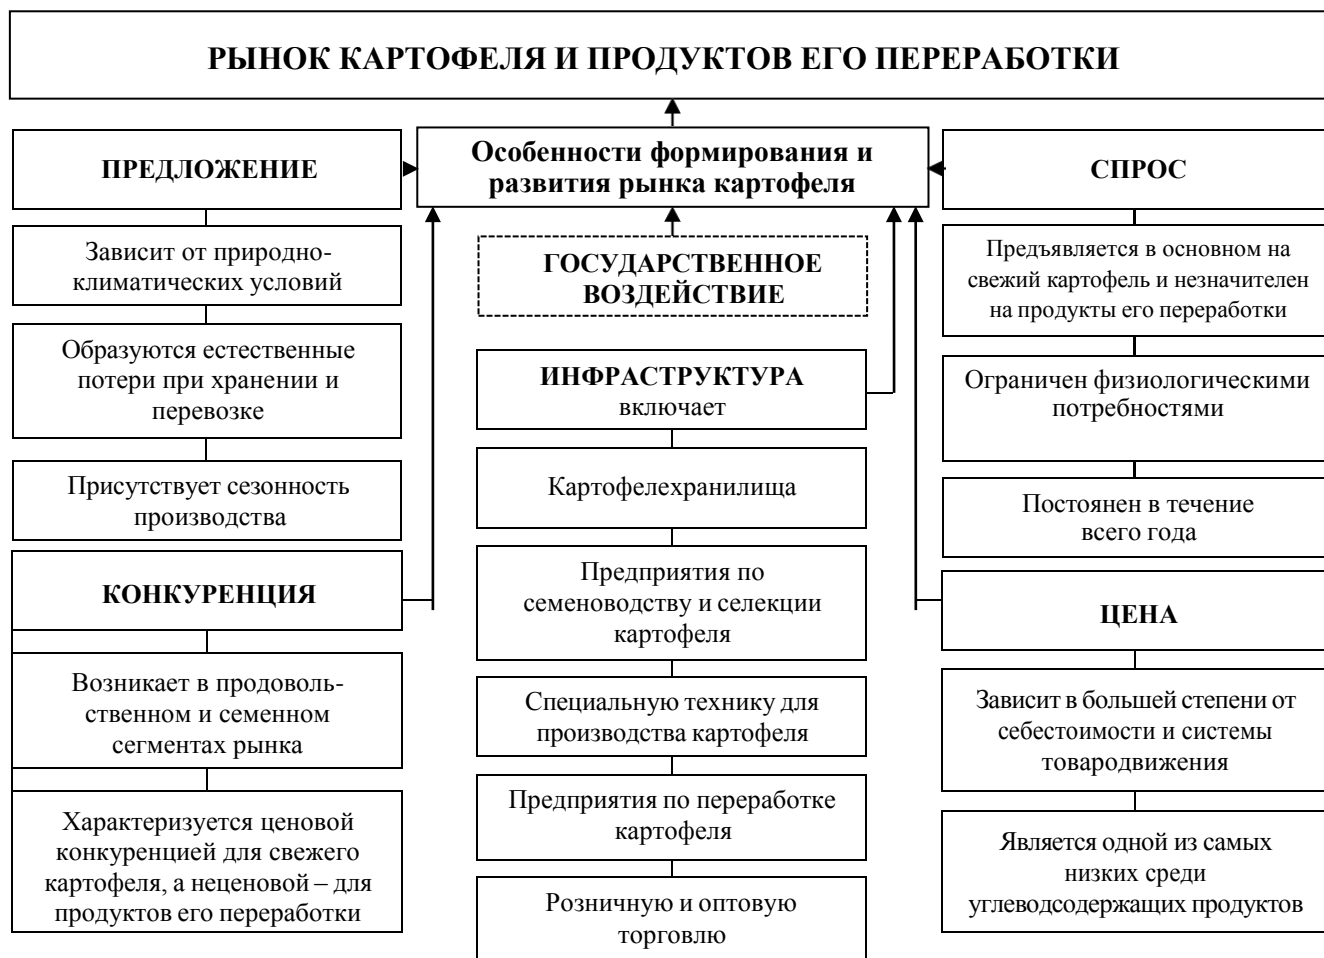 РЫНОК КАРТОФЕЛЯ И ПРОДУКТОВ ЕГО ПЕРЕРАБОТКИ
ПРЕДЛОЖЕНИЕ
Зависит от природно-
климатических условий
Образуются естественные
потери при хранении и
перевозке
Присутствует сезонность
производства
КОНКУРЕНЦИЯ
Возникает в продоволь-
ственном и семенном
сегментах рынка
Характеризуется ценовой
конкуренцией для свежего
картофеля, а неценовой – для
продуктов его переработки
Особенности формирования и
развития рынка картофеля
ГОСУДАРСТВЕННОЕ
ВОЗДЕЙСТВИЕ
ИНФРАСТРУКТУРА
включает
Картофелехранилища
Предприятия по
семеноводству и селекции
картофеля
Специальную технику для
производства картофеля
Предприятия по переработке
картофеля
Розничную и оптовую
торговлю
СПРОС
Предъявляется в основном на
свежий картофель и незначителен
на продукты его переработки
Ограничен физиологическими
потребностями
Постоянен в течение
всего года
ЦЕНА
Зависит в большей степени от
себестоимости и системы
товародвижения
Является одной из самых
низких среди
углеводсодержащих продуктов